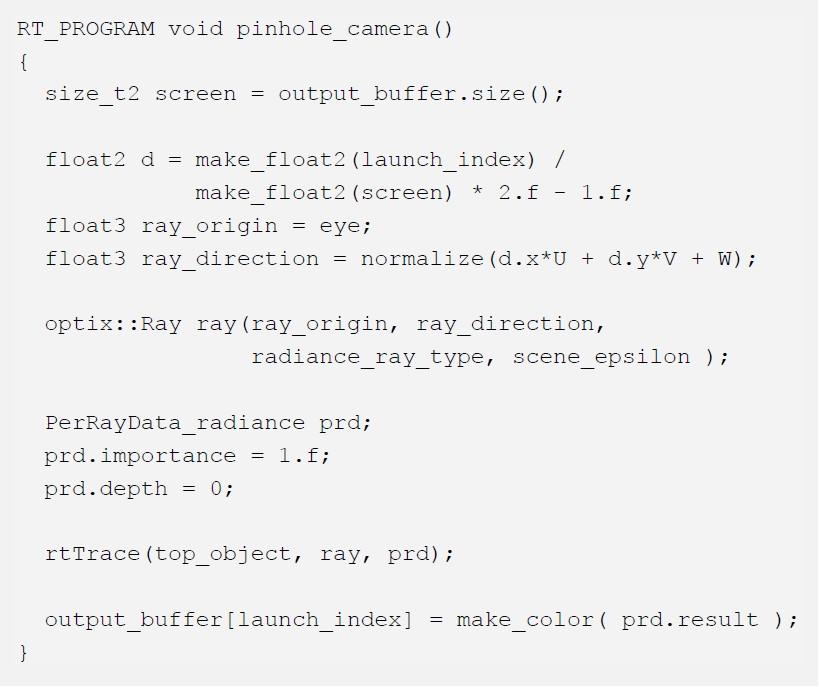 RT_PROGRAM void pinhole_camera()
{
  size_t2 screen = output_buffer.size();

  float2 d = make_float2(launch_index) /
             make_float2(screen) * 2.f - 1.f;
  float3 ray_origin = eye;
  float3 ray_direction = normalize(d.x*U + d.y*V + W);

  optix::Ray ray(ray_origin, ray_direction,
                 radiance_ray_type, scene_epsilon );

  PerRayData_radiance prd;
  prd.importance = 1.f;
  prd.depth = 0;

  rtTrace(top_object, ray, prd);

  output_buffer[launch_index] = make_color( prd.result );
}